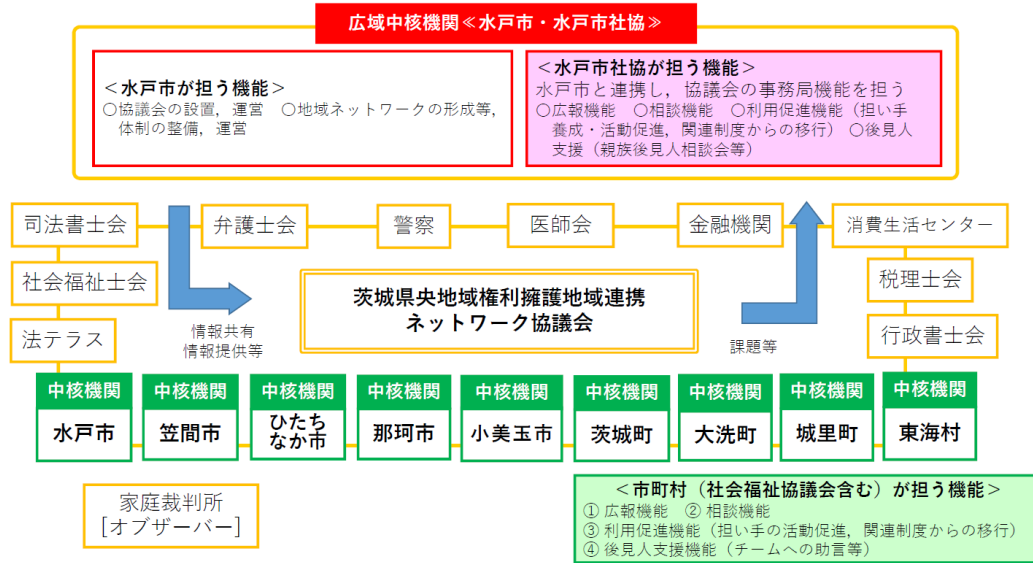 広域中核機関≪水戸市・水戸市社協≫
＜水戸市が担う機能＞
○協議会の設置，運営　○地域ネットワークの形成等，
体制の整備，運営
＜水戸市社協が担う機能＞
水戸市と連携し，協議会の事務局機能を担う
○広報機能　○相談機能　○利用促進機能（担い手
養成・活動促進，関連制度からの移行）　○後見人
支援（親族後見人相談会等）
司法書士会
弁護士会
警察
医師会
金融機関
消費生活センター
社会福祉士会
税理士会
法テラス
行政書士会
茨城県央地域権利擁護地域連携
ネットワーク協議会
情報共有
情報提供等
課題等
中核機関
水戸市
中核機関
笠間市
中核機関
ひたち
なか市
中核機関
那珂市
中核機関
小美玉市
中核機関
茨城町
中核機関
大洗町
中核機関
城里町
中核機関
東海村
家庭裁判所
[オブザーバー]
＜市町村（社会福祉協議会含む）が担う機能＞
① 広報機能　② 相談機能
③ 利用促進機能（担い手の活動促進，関連制度からの移行）
④ 後見人支援機能（チームへの助言等）